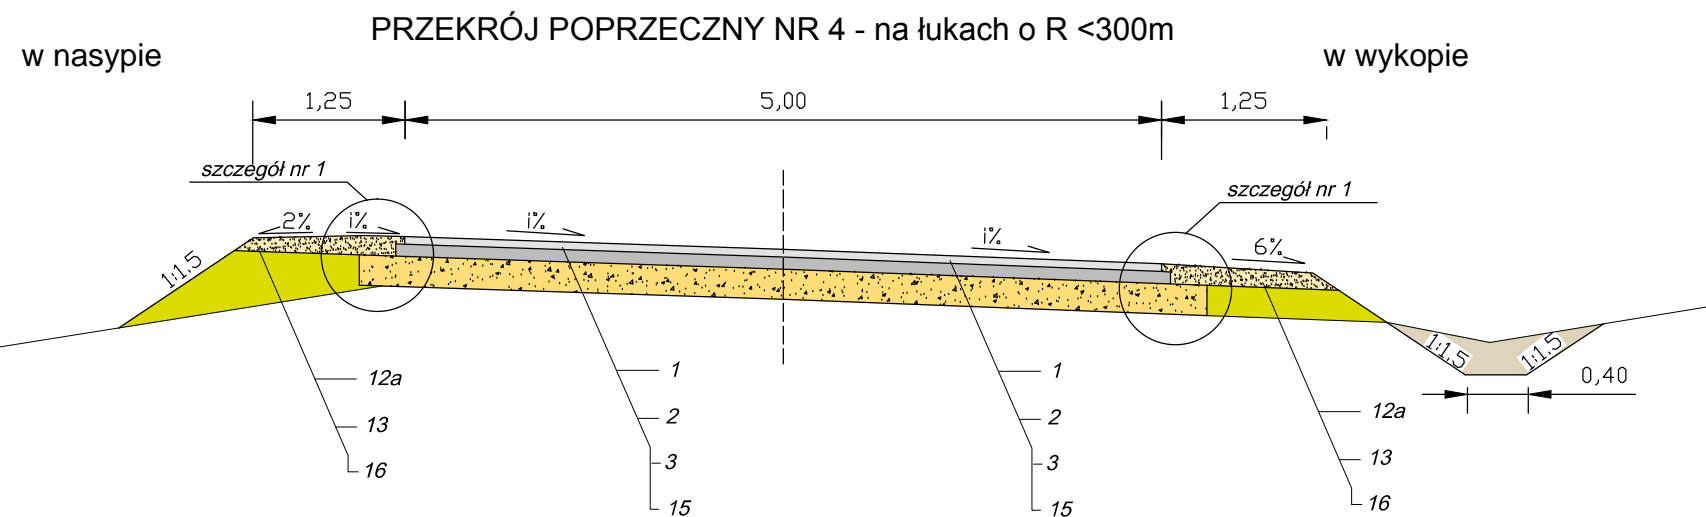 PRZEKRÓJ POPRZECZNY NR 4 - na łukach o R <300m
w nasypie
w wykopie
1,25
5,00
1,25
szczegół nr 1
szczegół nr 1
2%
i%
i%
i%
6%
1:1.5
1:1.5
1:1.5
0,40
12a
13
16
1
2
3
15
1
2
3
15
12a
13
16